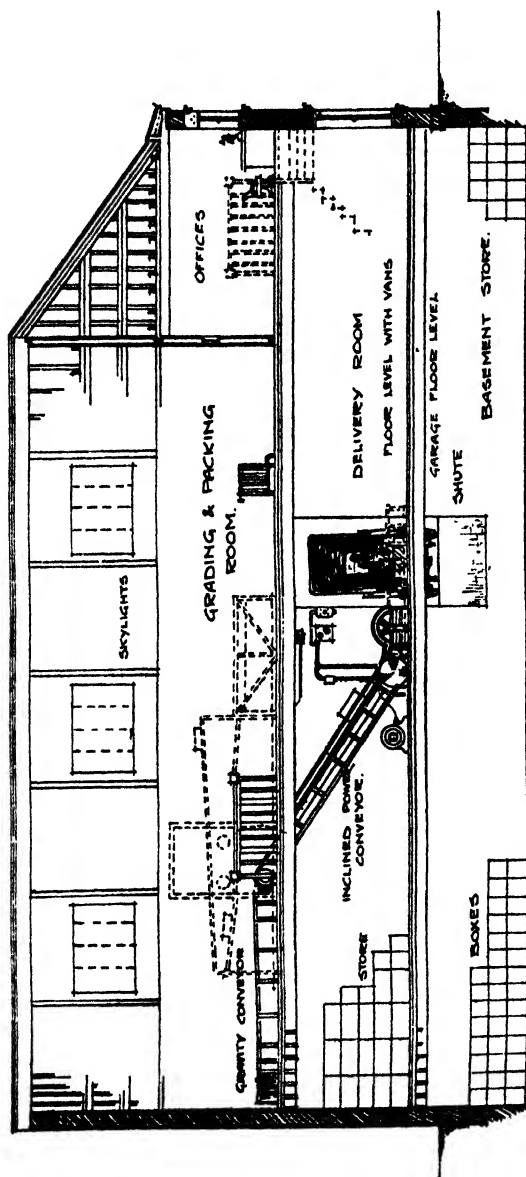 SKYLIGHTS
OFFICES
GRADING & PACKING
ROOM.
GRAVITY CONVEYOR
DELIVERY ROOM
FLOOR LEVEL WITH VANS
INCLINED POWER
CONVEYOR.
STORE
GARAGE FLOOR LEVEL
SHUTE
BASEMENT STORE.
BOXES